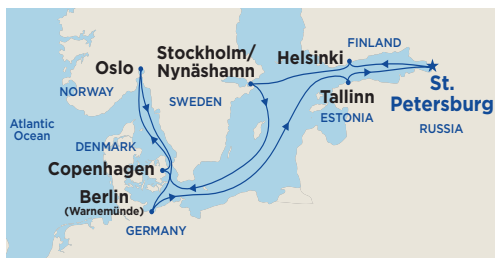 Stockholm/
Nynäshamn
Helsinki
FINLAND
Oslo
NORWAY
SWEDEN
Tallinn
ESTONIA
St.
Petersburg
RUSSIA
Atlantic
Ocean
DENMARK
Copenhagen
Berlin
(Warnemünde)
GERMANY